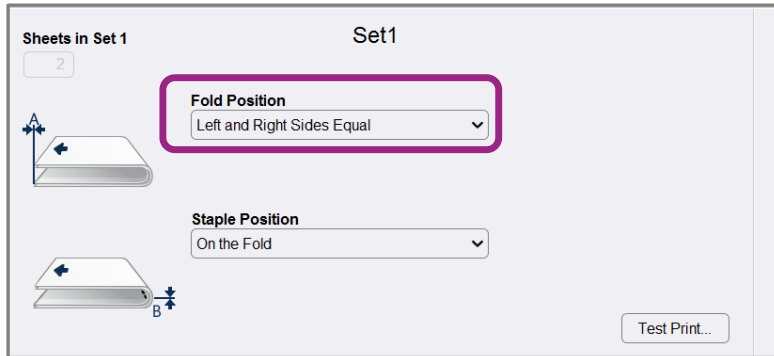 Set1
Sheets in Set 1
2
Fold Position
A
Left and Right Sides Equal
Staple Position
On the Fold
B
Test Print...